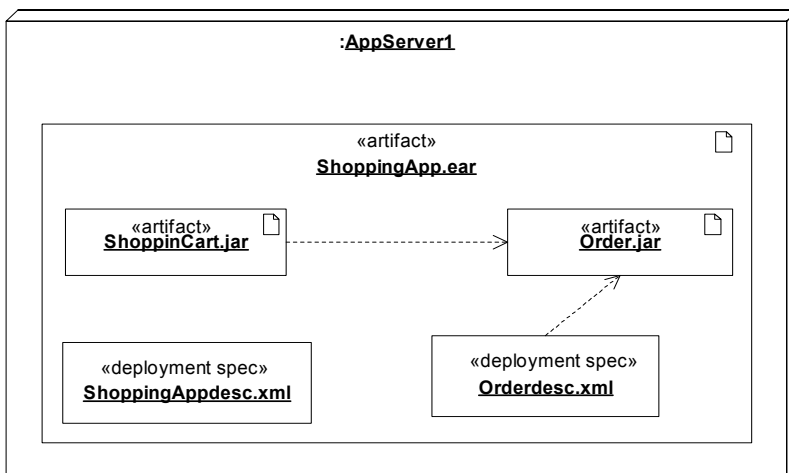 :AppServer1
«artifact»
ShoppingApp.ear
«artifact»
ShoppinCart.jar
«artifact»
Order.jar
«deployment spec»
ShoppingAppdesc.xml
«deployment spec»
Orderdesc.xml